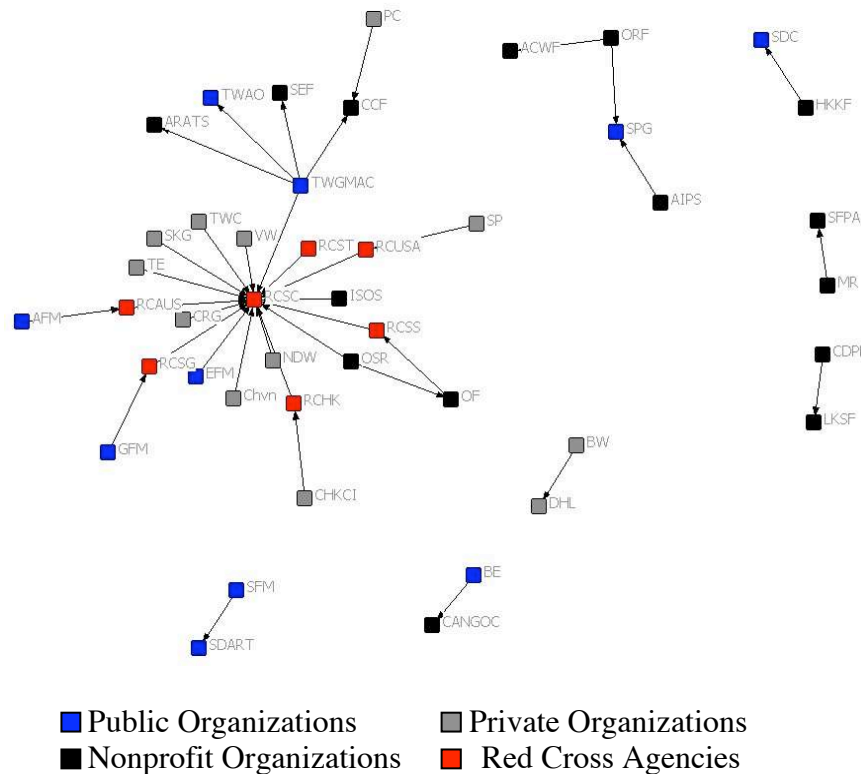 PC
ORF
SDC
ACWF
SEF
TWAO
CCF
HKKF
ARATS
SPG
TWGMAC
AIPS
TWC
SP
SFPA
SKG
VW
RCST
RCUSA
TE
MR
RCSC
ISOS
RCAUS
AFM
CRG
RCSS
CDPF
RCSG
NDW
OSR
EFM
Chvn
RCHK
OF
LKSF
GFM
BW
CHKCI
DHL
BE
SFM
CANGOC
SDART
Public Organizations
Private Organizations
Nonprofit Organizations
Red Cross Agencies